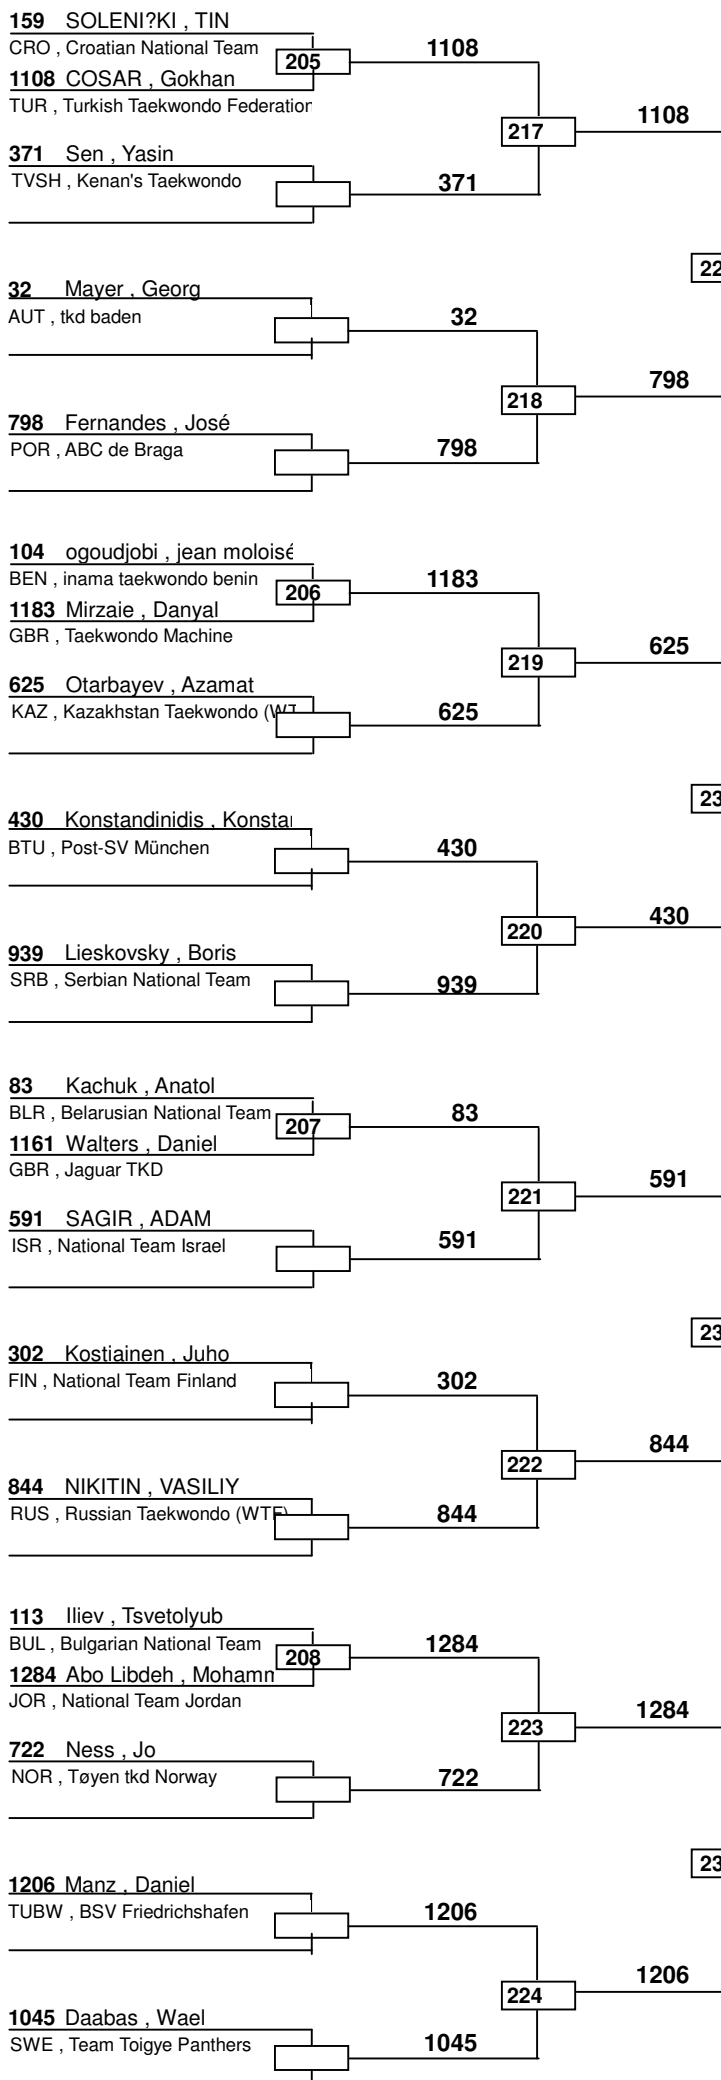 159 SOLENI?KI , TIN
CRO , Croatian National Team
205
1108
1108 COSAR , Gokhan
TUR , Turkish Taekwondo Federation
217
1108
371 Sen , Yasin
TVSH , Kenan's Taekwondo
371
22
32 Mayer , Georg
AUT , tkd baden
32
218
798
798 Fernandes , José
POR , ABC de Braga
798
104 ogoudjobi , jean moloisé
BEN , inama taekwondo benin
206
1183
1183 Mirzaie , Danyal
GBR , Taekwondo Machine
219
625
625 Otarbayev , Azamat
KAZ , Kazakhstan Taekwondo (WT
625
23
430 Konstandinidis , Konsta
BTU , Post-SV München
430
220
430
939 Lieskovsky , Boris
SRB , Serbian National Team
939
83 Kachuk , Anatol
BLR , Belarusian National Team
207
83
1161 Walters , Daniel
GBR , Jaguar TKD
221
591
591 SAGIR , ADAM
ISR , National Team Israel
591
23
302 Kostiainen , Juho
FIN , National Team Finland
302
222
844
844 NIKITIN , VASILIY
RUS , Russian Taekwondo (WTF)
844
113 Iliev , Tsvetolyub
BUL , Bulgarian National Team
208
1284
1284 Abo Libdeh , Mohamm
JOR , National Team Jordan
223
1284
722 Ness , Jo
NOR , Tøyen tkd Norway
722
23
1206 Manz , Daniel
TUBW , BSV Friedrichshafen
1206
224
1206
1045 Daabas , Wael
SWE , Team Toigye Panthers
1045